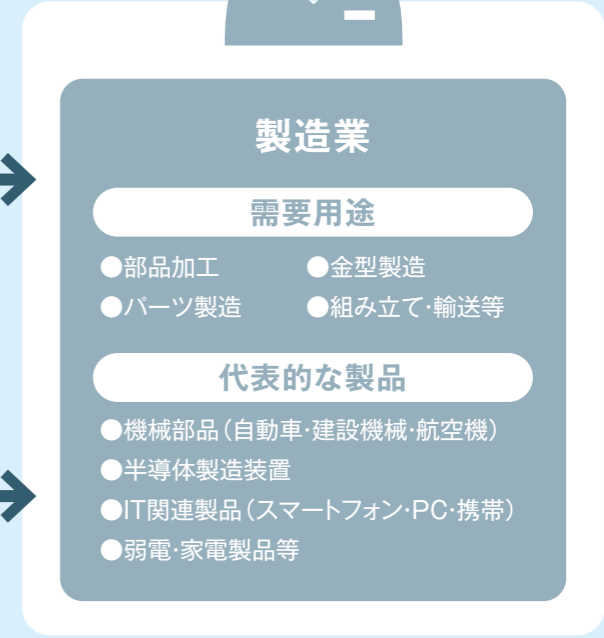 製造業
需要用途
●部品加工 ●金型製造
●パーツ製造 ●組み立て・輸送等
代表的な製品
●機械部品（自動車・建設機械・航空機）
●半導体製造装置
●IT関連製品（スマートフォン・PC・携帯）
●弱電・家電製品等